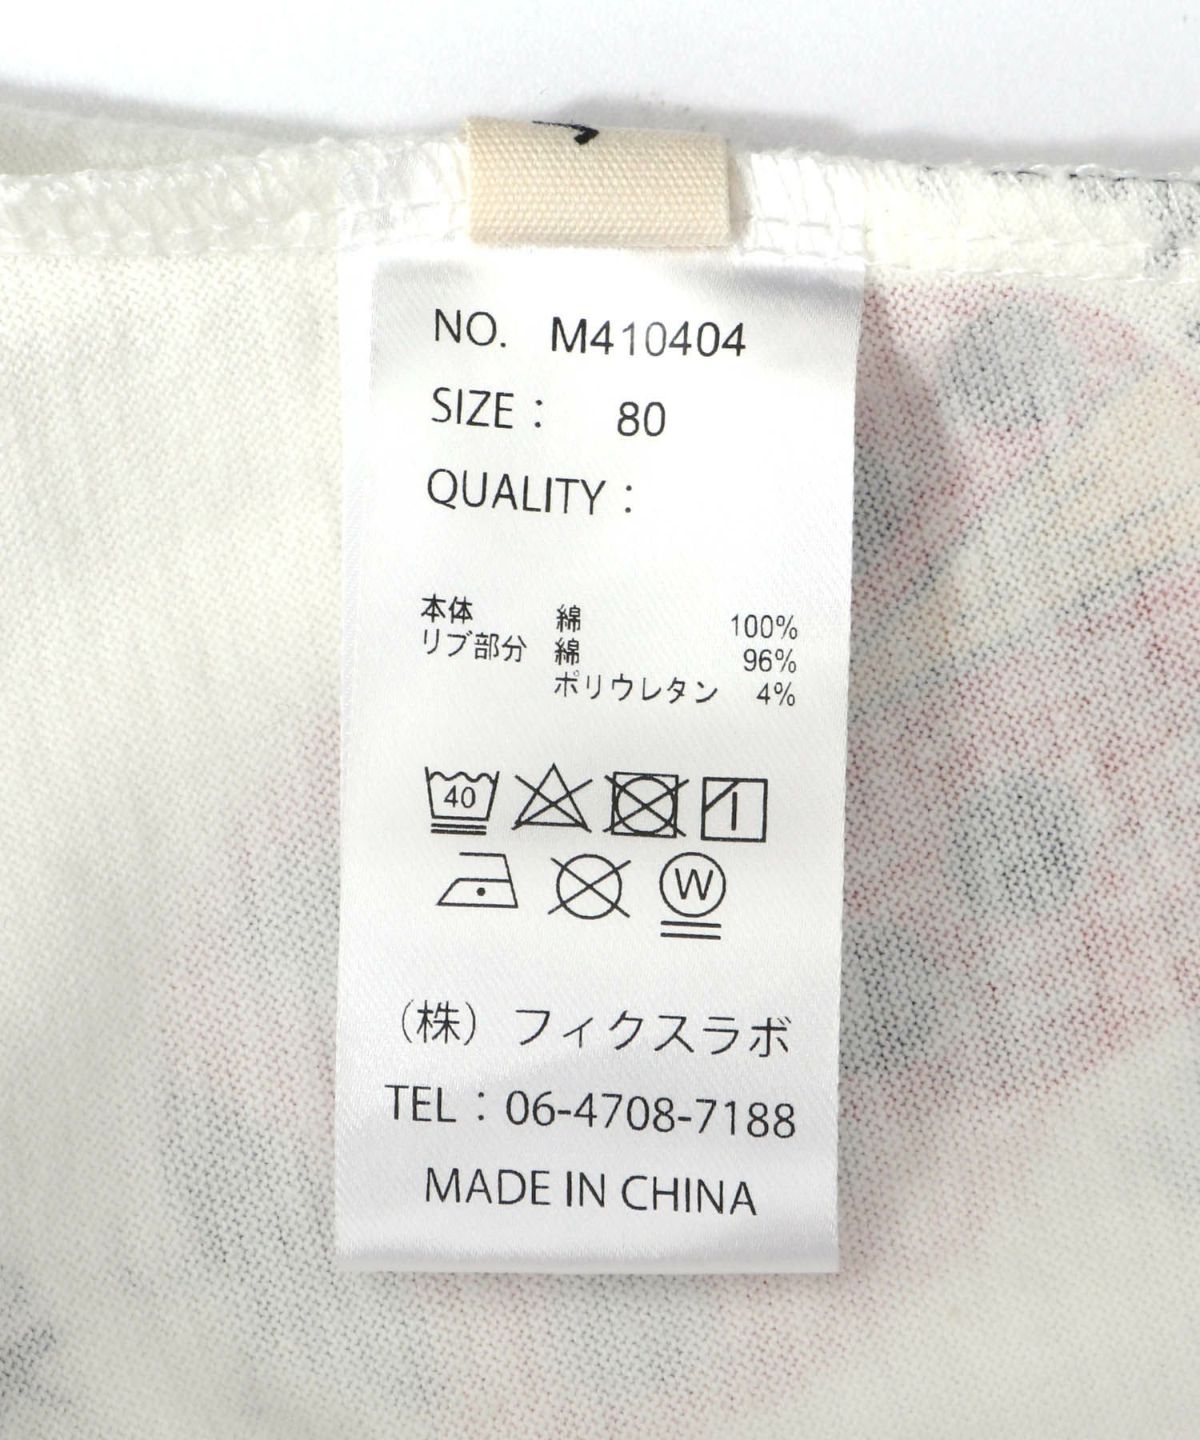 NO. M410404
SIZE : 80
QUALITY :
本体 綿 100%
リブ部分 綿 96%
ポリウレタン 4%
40
W
(株) フィクスラボ
TEL : 06-4708-7188
MADE IN CHINA